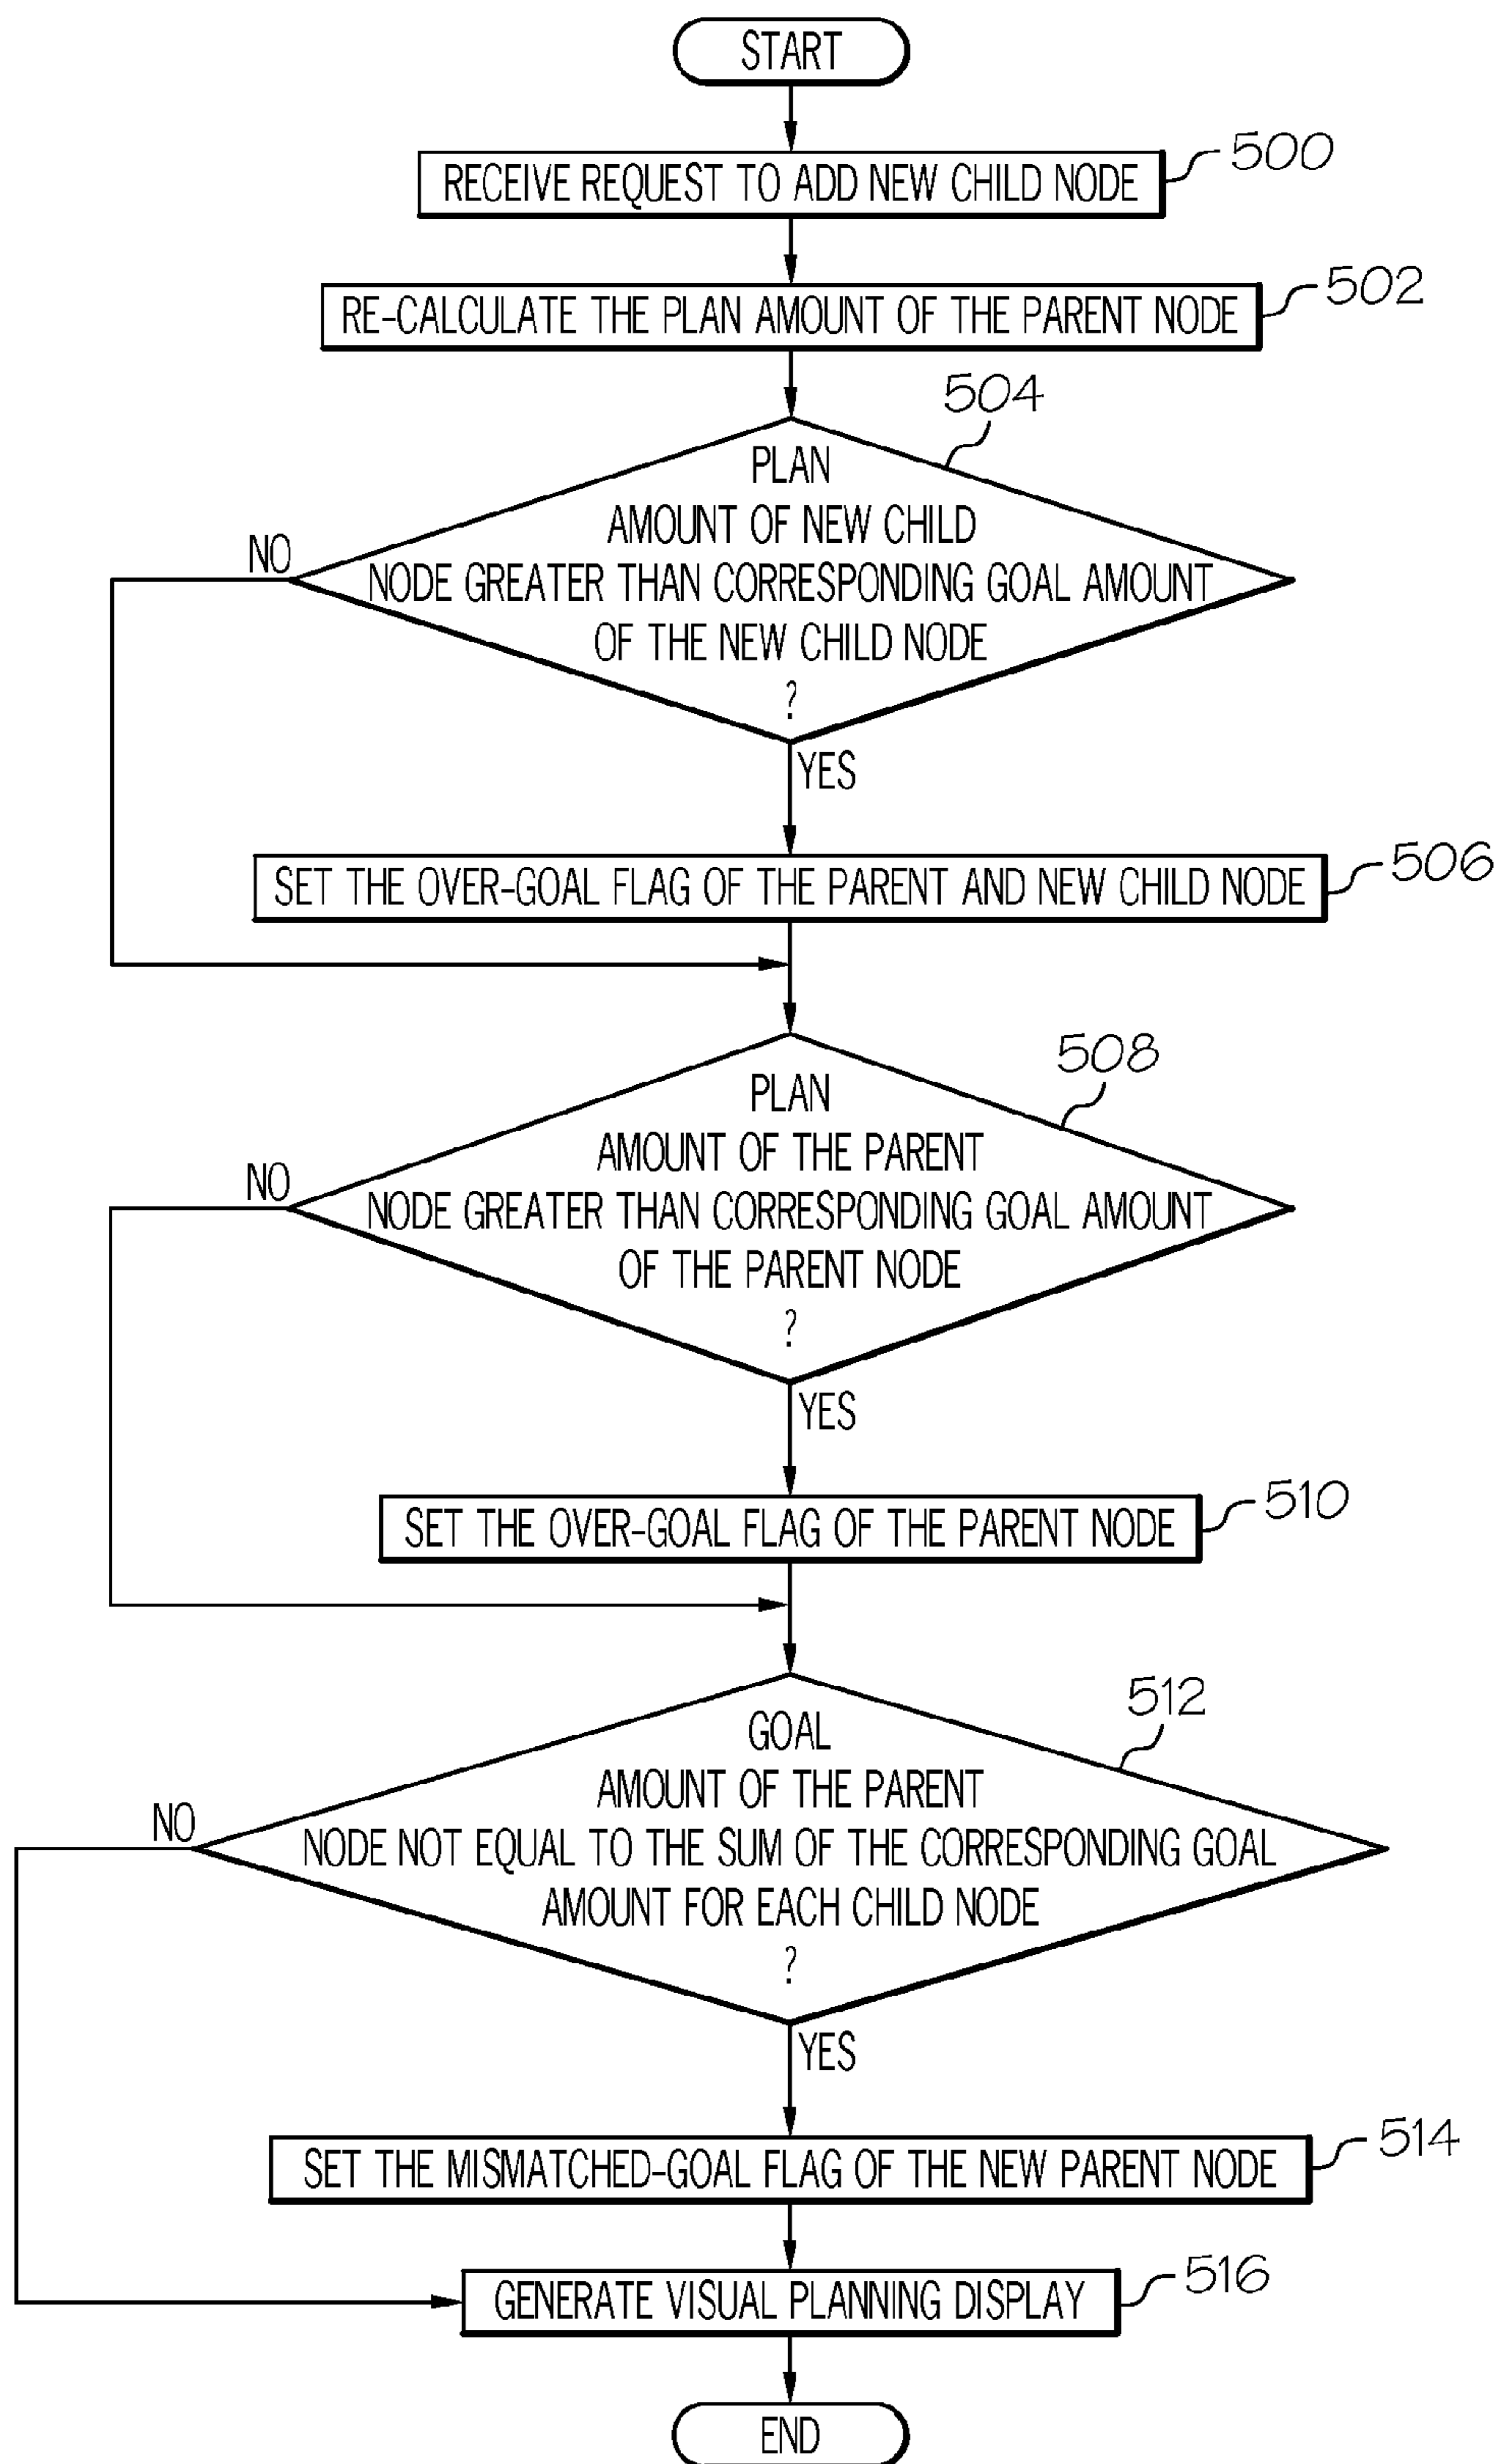 START
RECEIVE REQUEST TO ADD NEW CHILD NODE
500
RE-CALCULATE THE PLAN AMOUNT OF THE PARENT NODE
502
504
PLAN
AMOUNT OF NEW CHILD
NODE GREATER THAN CORRESPONDING GOAL AMOUNT
OF THE NEW CHILD NODE
?
NO
YES
SET THE OVER-GOAL FLAG OF THE PARENT AND NEW CHILD NODE
506
508
PLAN
AMOUNT OF THE PARENT
NODE GREATER THAN CORRESPONDING GOAL AMOUNT
OF THE PARENT NODE
?
NO
YES
SET THE OVER-GOAL FLAG OF THE PARENT NODE
510
512
GOAL
AMOUNT OF THE PARENT
NODE NOT EQUAL TO THE SUM OF THE CORRESPONDING GOAL
AMOUNT FOR EACH CHILD NODE
?
NO
YES
SET THE MISMATCHED-GOAL FLAG OF THE NEW PARENT NODE
514
GENERATE VISUAL PLANNING DISPLAY
516
END